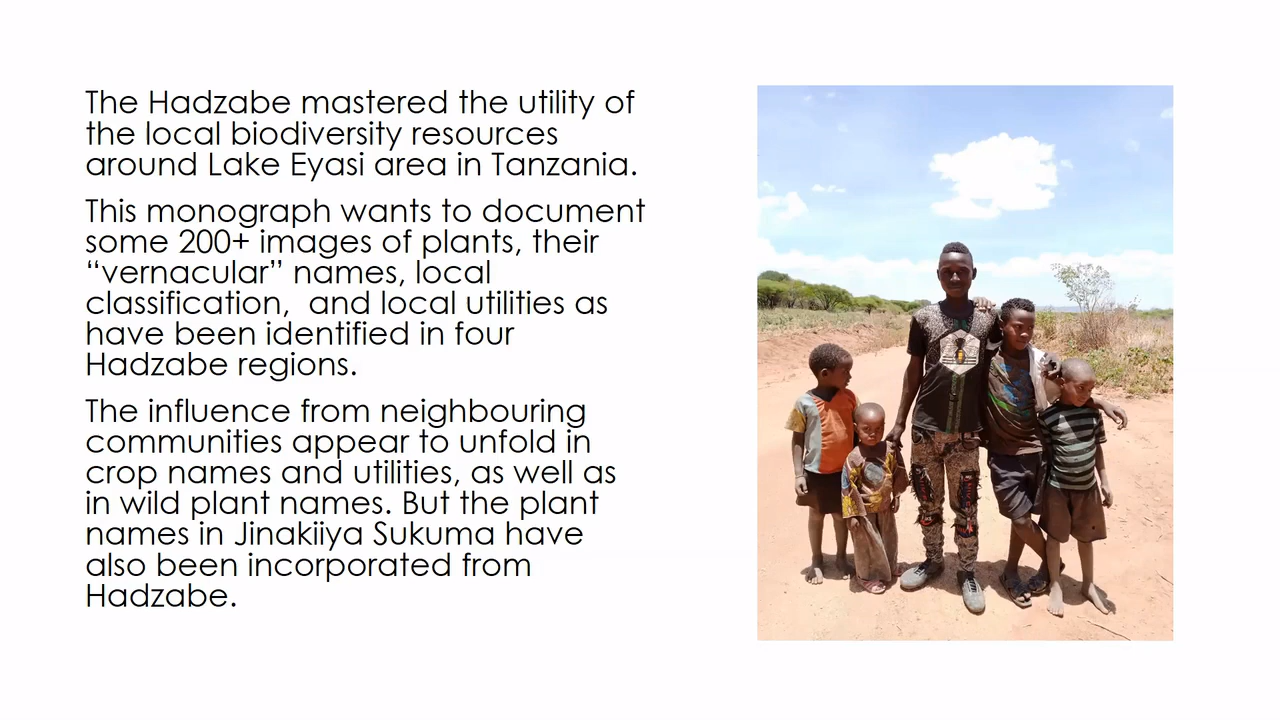 The Hadzabe mastered the utility of
the local biodiversity resources
around Lake Eyasi area in Tanzania.
This monograph wants to document
some 200+ images of plants, their
“vernacular” names, local
classification,  and local utilities as
have been identified in four
Hadzabe regions.
The influence from neighbouring
communities appear to unfold in
crop names and utilities, as well as
in wild plant names. But the plant
names in Jinakiiya Sukuma have
also been incorporated from
Hadzabe.